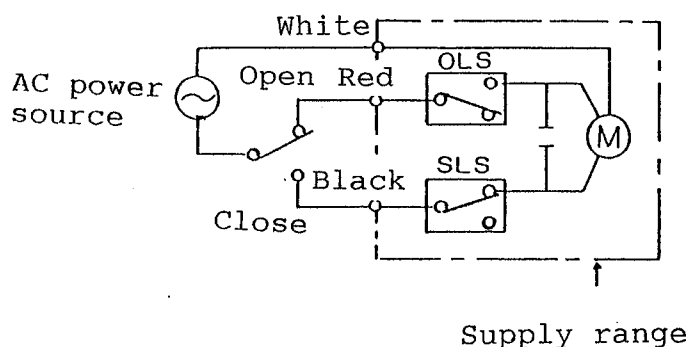 White
AC power
source
Open Red
OLS
M
SLS
Black
Close
Supply range